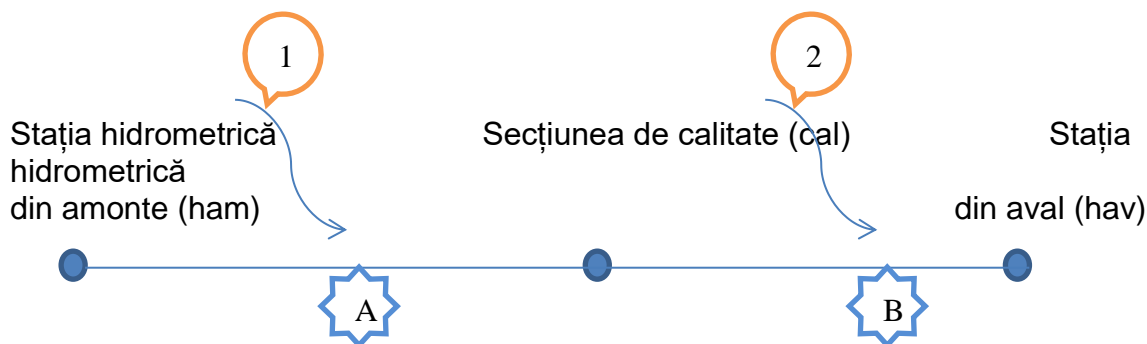 1 2
Stația hidrometrică Secțiunea de calitate (cal) Stația
hidrometrică
din amonte (ham) din aval (hav)
A B